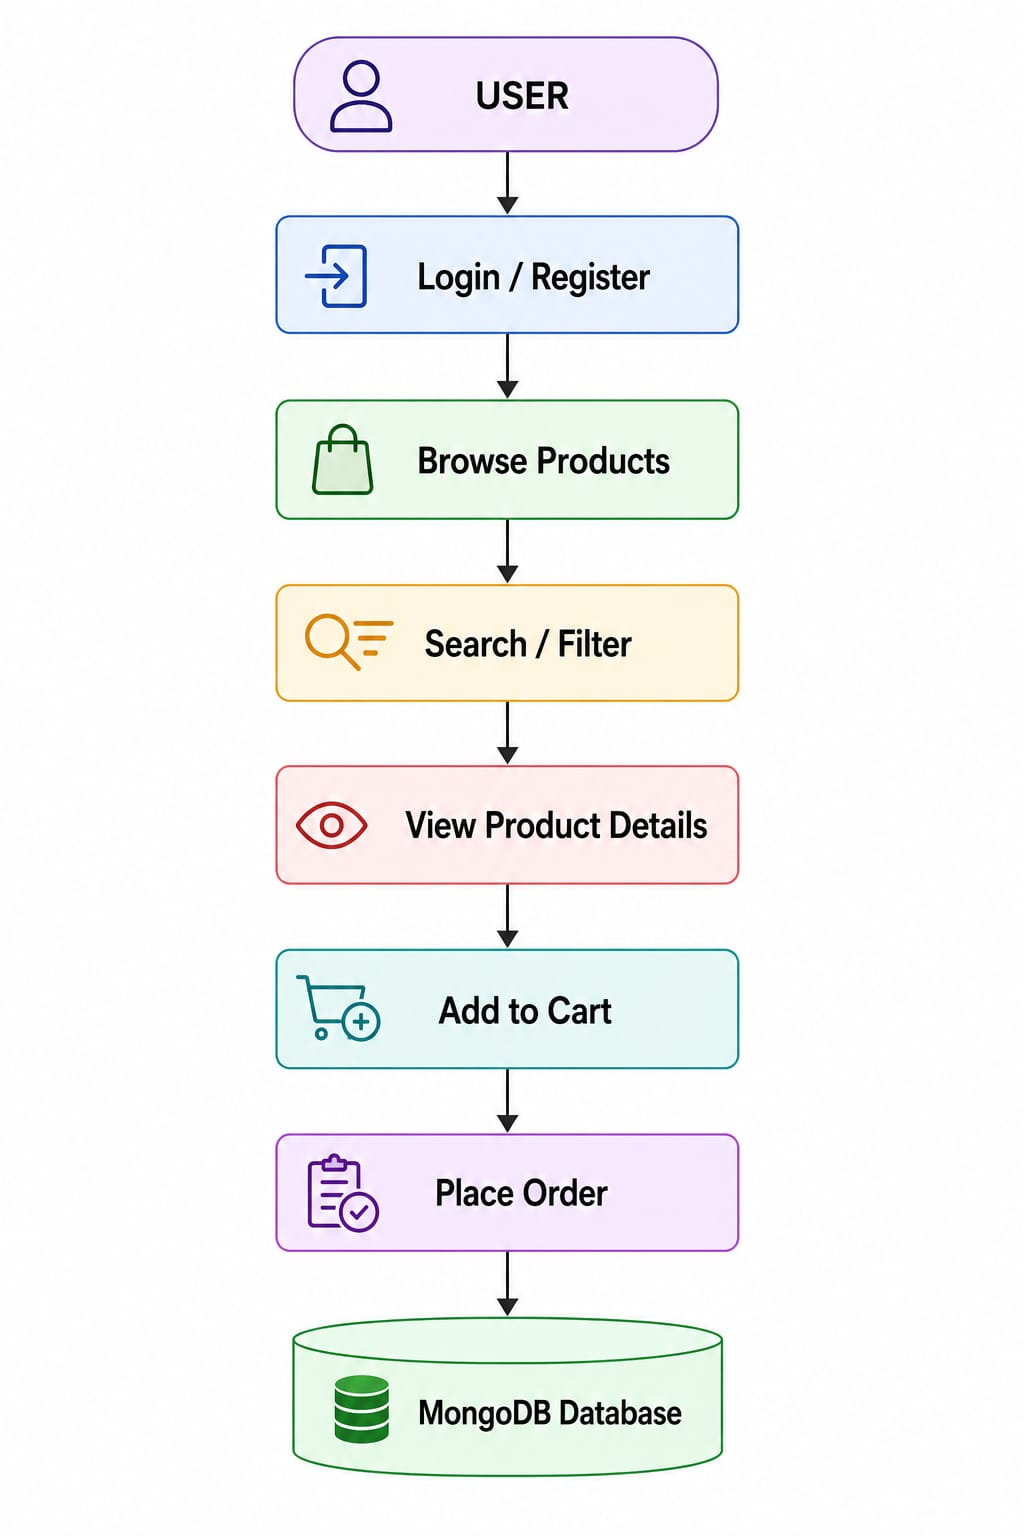 USER
Login / Register
Browse Products
Search / Filter
View Product Details
Add to Cart
Place Order
MongoDB Database